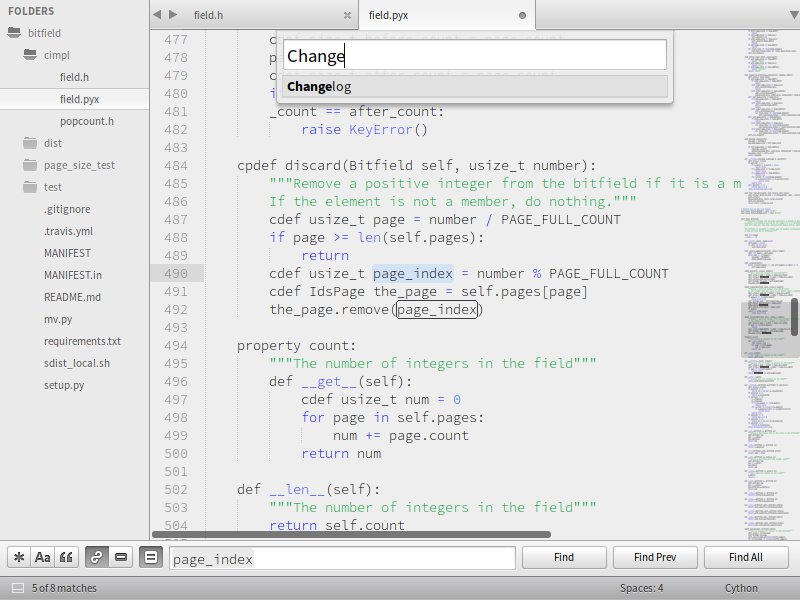 FOLDERS
bitfield
cimpl
field.h
field.pyx
popcount.h
dist
page_size_test
test
.gitignore
.travis.yml
MANIFEST
MANIFEST.in
README.md
mv.py
requirements.txt
sdist_local.sh
setup.py
field.h
field.pyx
Change
Changelog
477
478
479
480
481 _count == after_count:
482 raise KeyError()
483
484 cpdef discard(Bitfield self, usize_t number):
485 """Remove a positive integer from the bitfield if it is a m
486 If the element is not a member, do nothing."""
487 cdef usize_t page = number / PAGE_FULL_COUNT
488 if page >= len(self.pages):
489 return
490 cdef usize_t page_index = number % PAGE_FULL_COUNT
491 cdef IdsPage the_page = self.pages[page]
492 the_page.remove(page_index)
493
494 property count:
495 """The number of integers in the field"""
496 def __get__(self):
497 cdef usize_t num = 0
498 for page in self.pages:
499 num += page.count
500 return num
501
502 def __len__(self):
503 """The number of integers in the field"""
504 return self.count
Aa
page_index
Find
Find Prev
Find All
5 of 8 matches
Spaces: 4
Cython